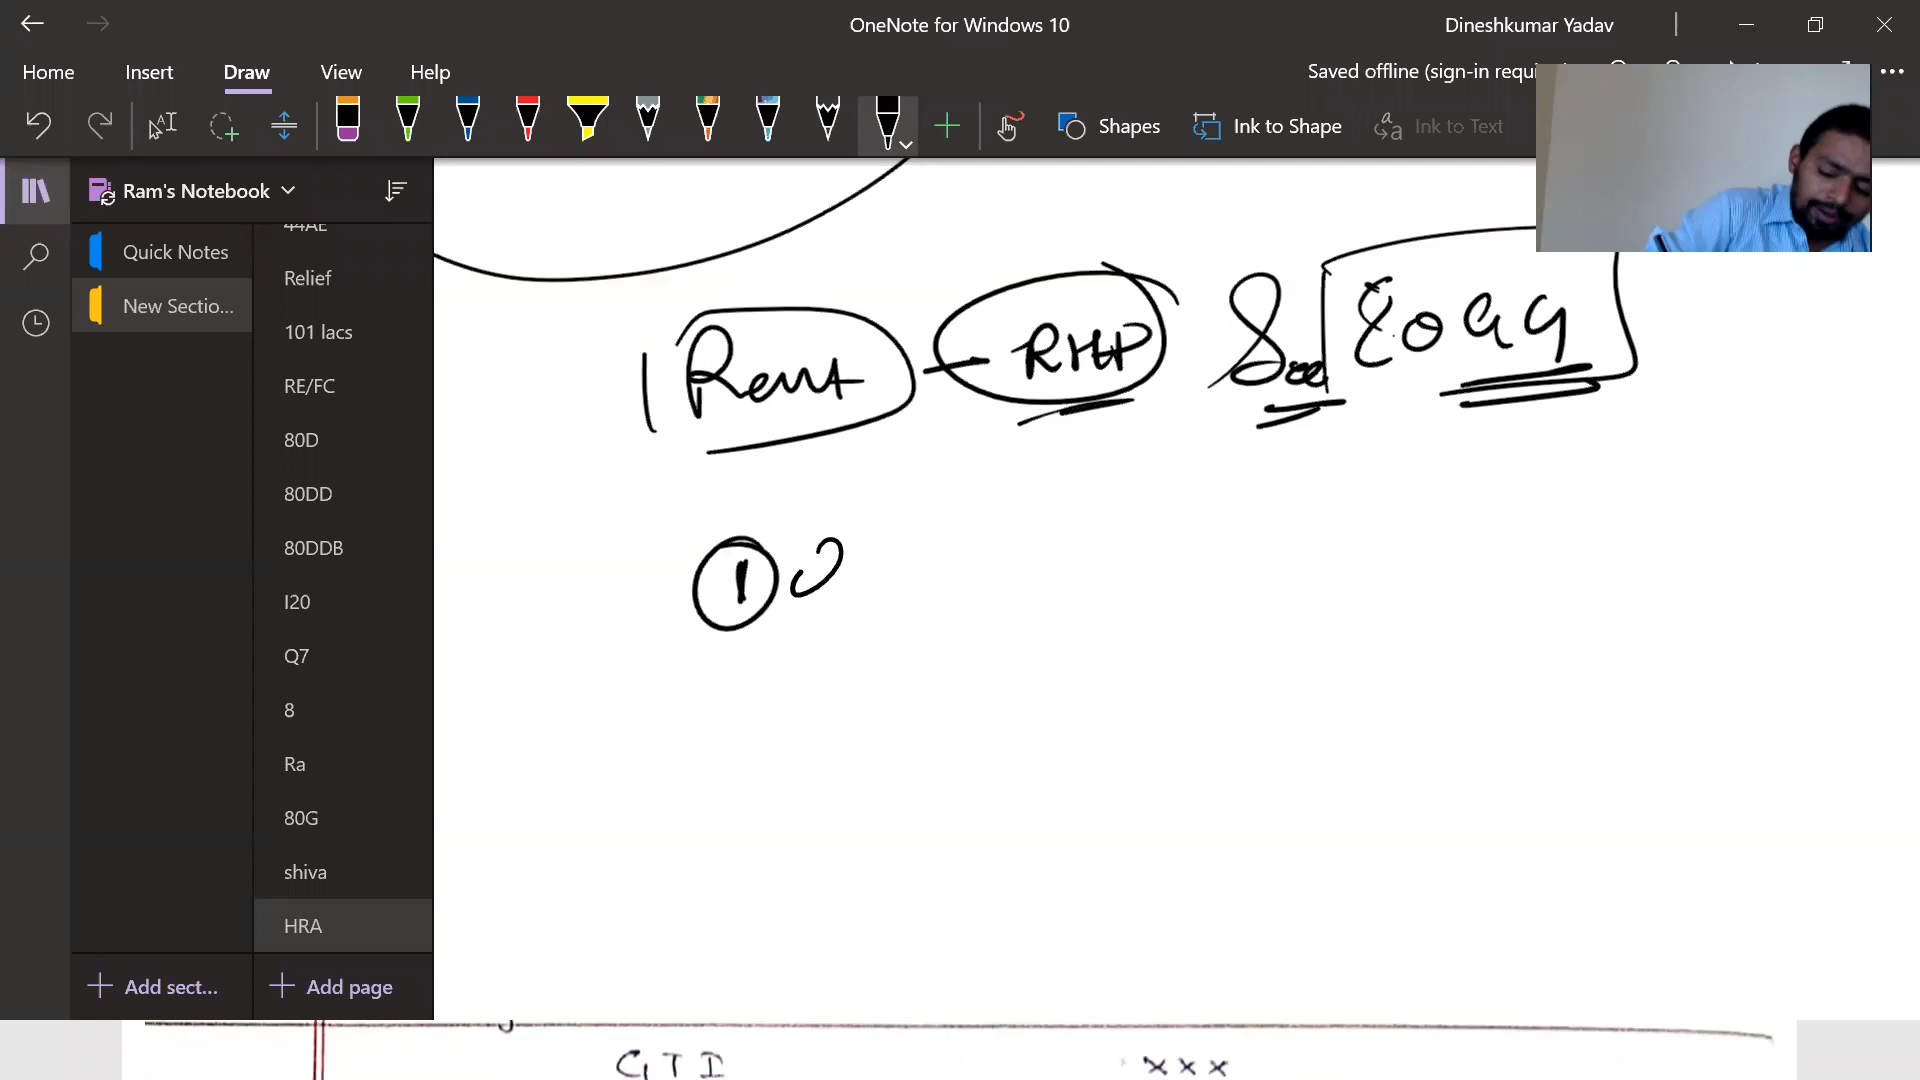 OneNote for Windows 10
Dineshkumar Yadav
Home Insert Draw View Help
Saved offline (sign-in requi
Shapes Ink to Shape Ink to Text
Ram's Notebook
44AE
Quick Notes
Relief
New Sectio...
101 lacs
RE/FC
80D
80DD
80DDB
I20
Q7
8
Ra
80G
shiva
HRA
Add sect...
Add page
Rent - RHP 80GG
1
GTI xxx